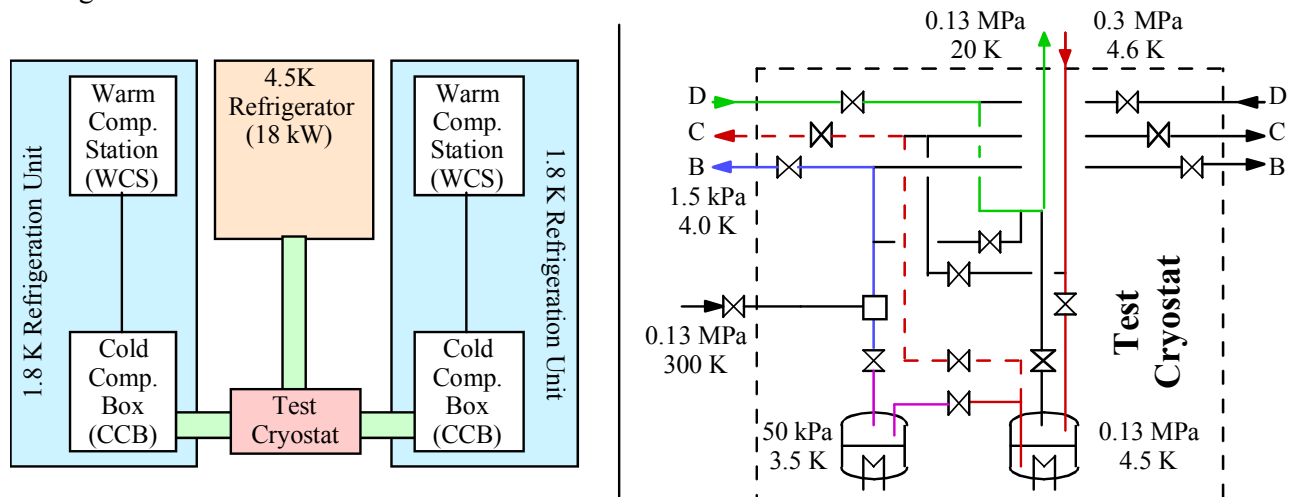 Warm
Comp.
Station
(WCS)
4.5K
Refrigerator
(18 kW)
Warm
Comp.
Station
(WCS)
1.8 K Refrigeration Unit
1.8 K Refrigeration Unit
Cold
Comp.
Box
(CCB)
Test
Cryostat
Cold
Comp.
Box
(CCB)
0.13 MPa
20 K
0.3 MPa
4.6 K
D
D
C
C
B
B
1.5 kPa
4.0 K
0.13 MPa
300 K
Test
Cryostat
50 kPa
3.5 K
0.13 MPa
4.5 K